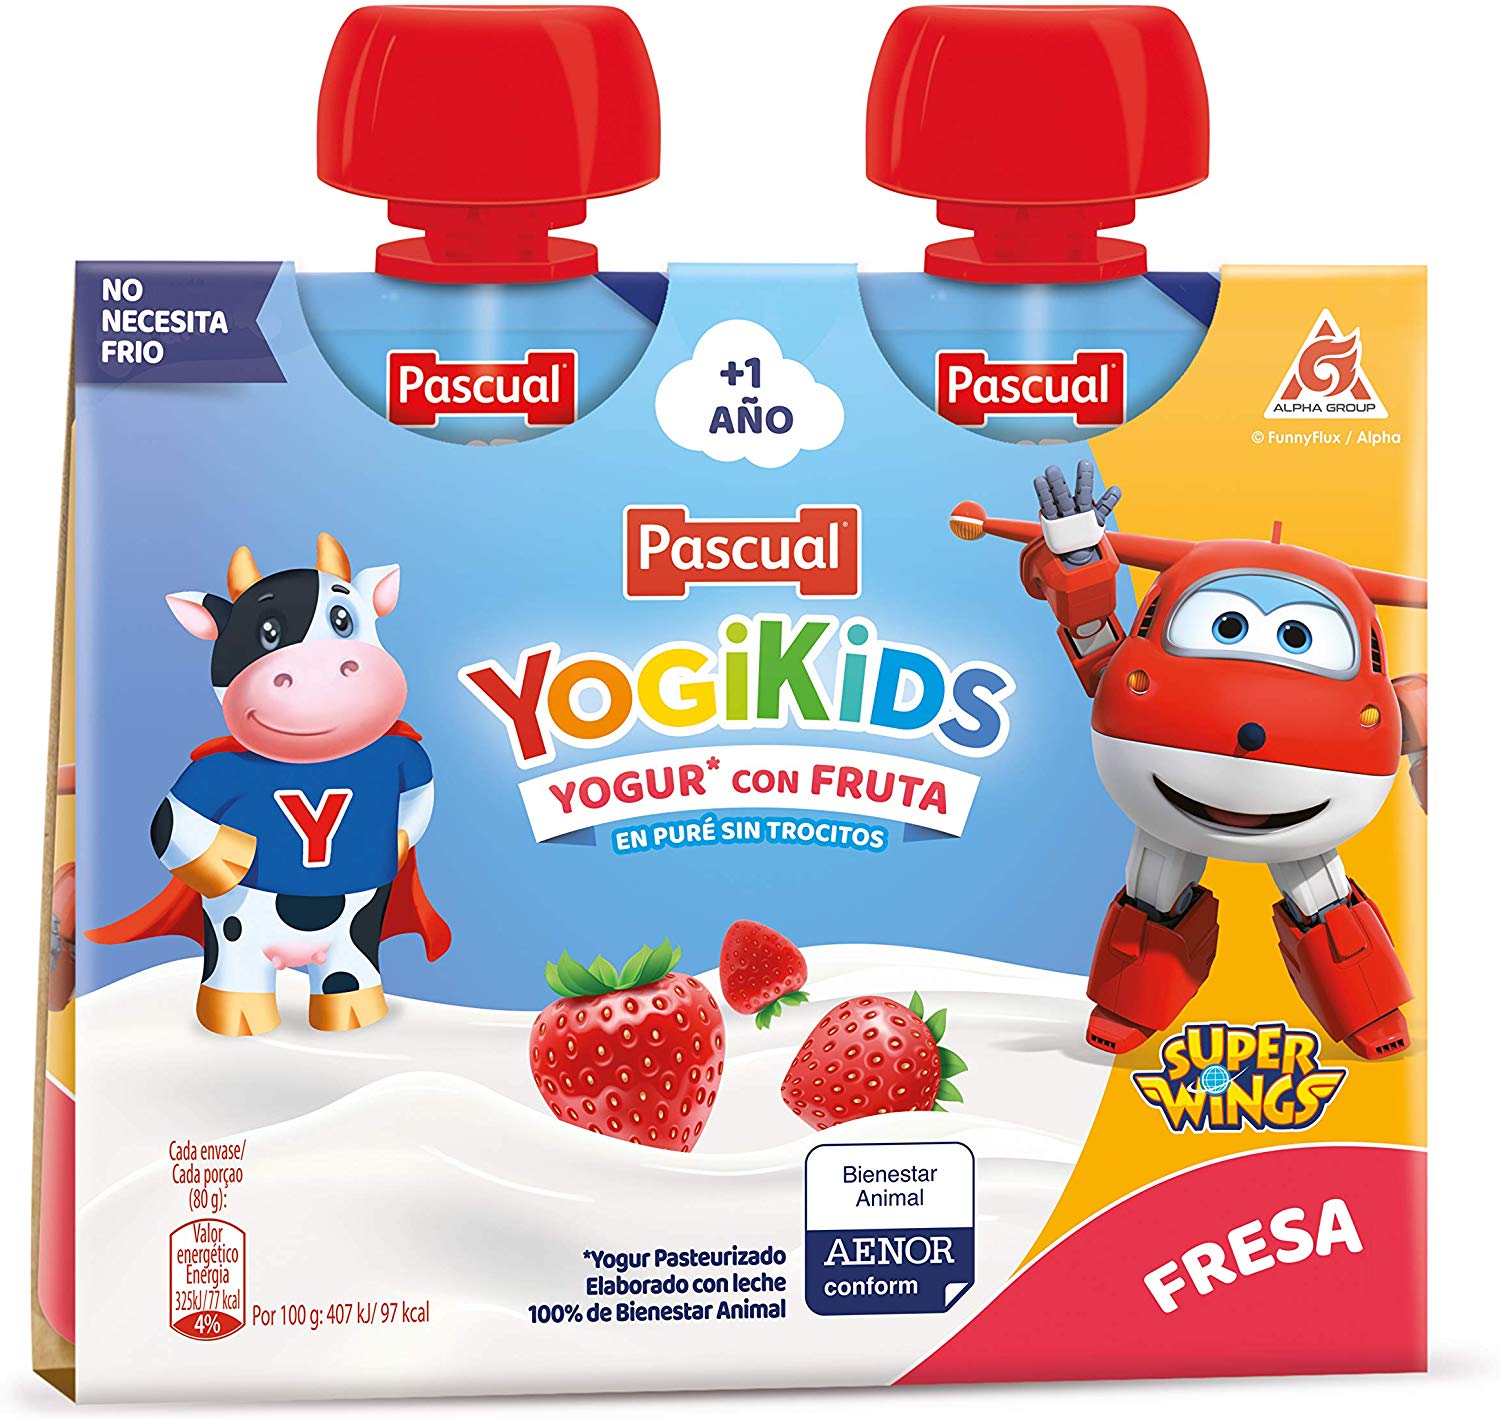 NO
NECESITA
FRIO
Pascual
+1
AÑO
Pascual
ALPHA GROUP
© FunnyFlux / Alpha
Pascual
YOGiKiDS
YOGUR* CON FRUTA
EN PURÉ SIN TROCITOS
Y
SUPER
WiNGS
Cada envase/
Cada porçao
(80 g):
Valor
energético
Energia
325kJ/77 kcal
4%
Por 100 g: 407 kJ/ 97 kcal
*Yogur Pasteurizado
Elaborado con leche
100% de Bienestar Animal
Bienestar
Animal
AENOR
conform
FRESA